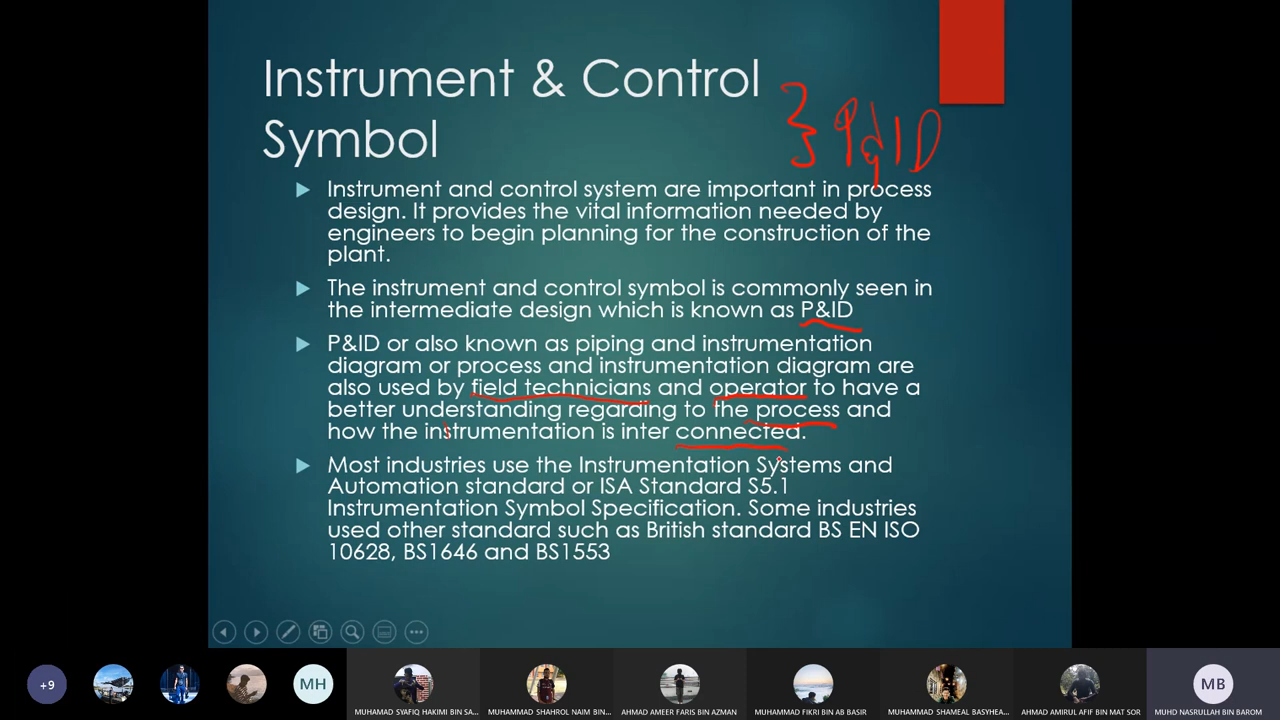 Instrument & Control
Symbol
} P&ID
Instrument and control system are important in process
design. It provides the vital information needed by
engineers to begin planning for the construction of the
plant.
The instrument and control symbol is commonly seen in
the intermediate design which is known as P&ID
P&ID or also known as piping and instrumentation
diagram or process and instrumentation diagram are
also used by field technicians and operator to have a
better understanding regarding to the process and
how the instrumentation is inter connected.
Most industries use the Instrumentation Systems and
Automation standard or ISA Standard S5.1
Instrumentation Symbol Specification. Some industries
used other standard such as British standard BS EN ISO
10628, BS1646 and BS1553
+9
MH
MB
MUHAMAD SYAFIQ HAKIMI BIN SA...
MUHAMMAD SHAHROL NAIM BIN...
AHMAD AMEER FARIS BIN AZMAN
MUHAMMAD FIKRI BIN AB BASIR
MUHAMMAD SHAMEAL BASYHEA...
AHMAD AMIRUL AFIF BIN MAT SOR
MUHD NASRULLAH BIN BAROM